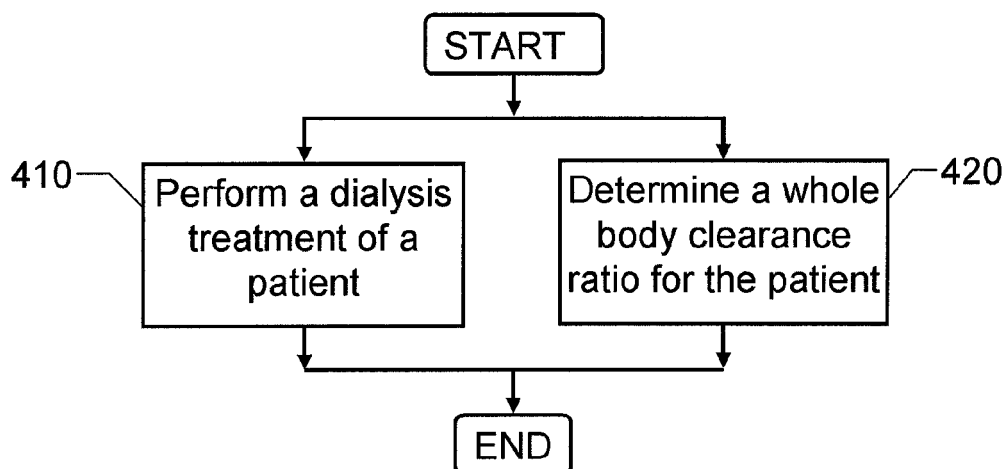 START
410
Perform a dialysis
treatment of a
patient
Determine a whole
body clearance
ratio for the patient
420
END